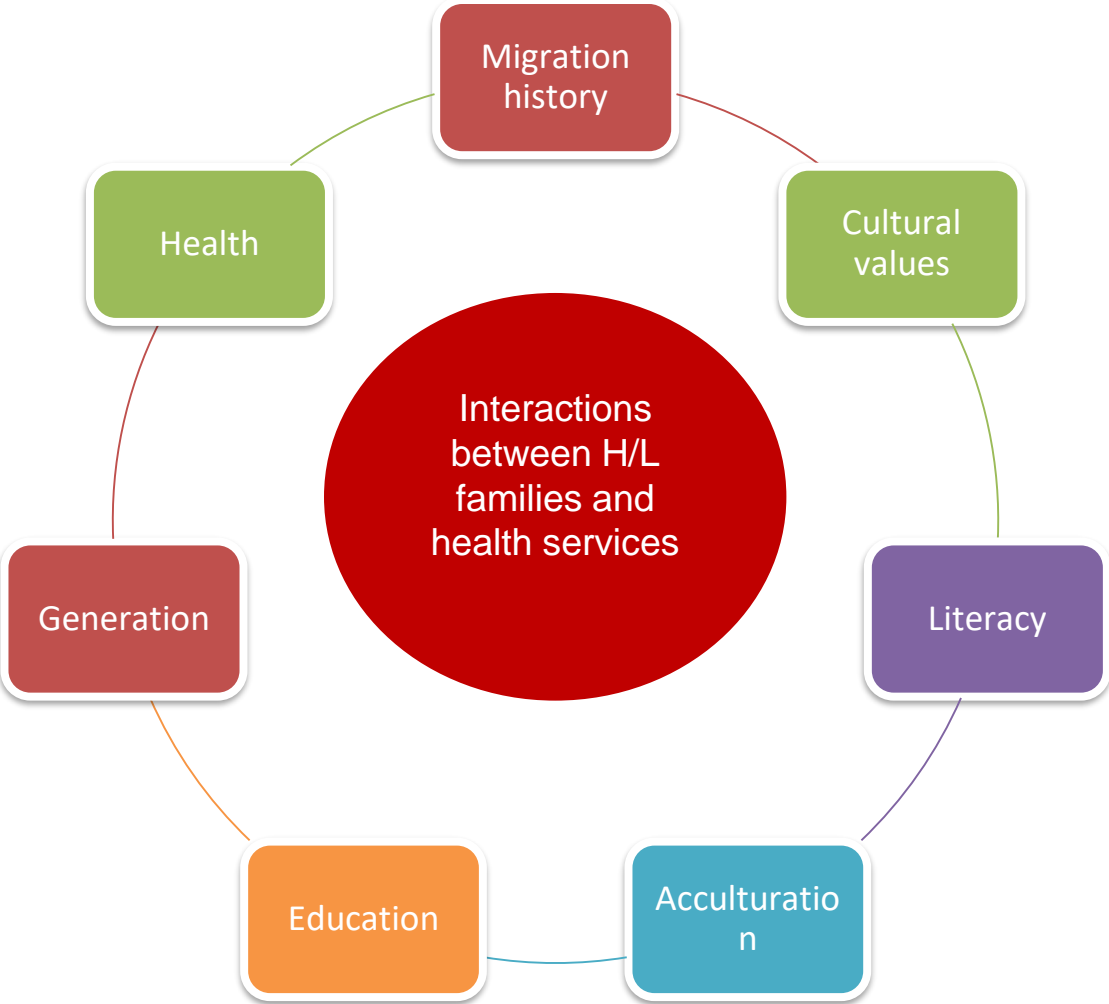 Migration
history
Cultural
values
Literacy
Acculturatio
n
Education
Generation
Health
Interactions
between H/L
families and
health services